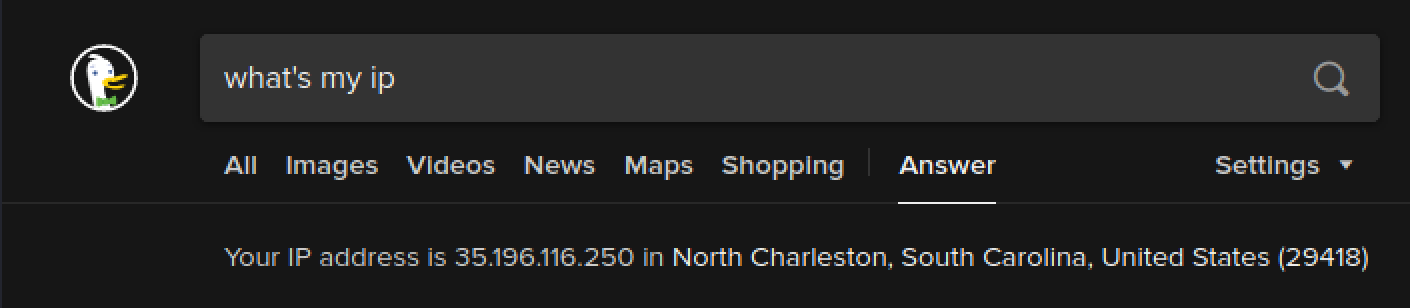 what's my ip
All Images Videos News Maps Shopping Answer Settings
Your IP address is 35.196.116.250 in North Charleston, South Carolina, United States (29418)